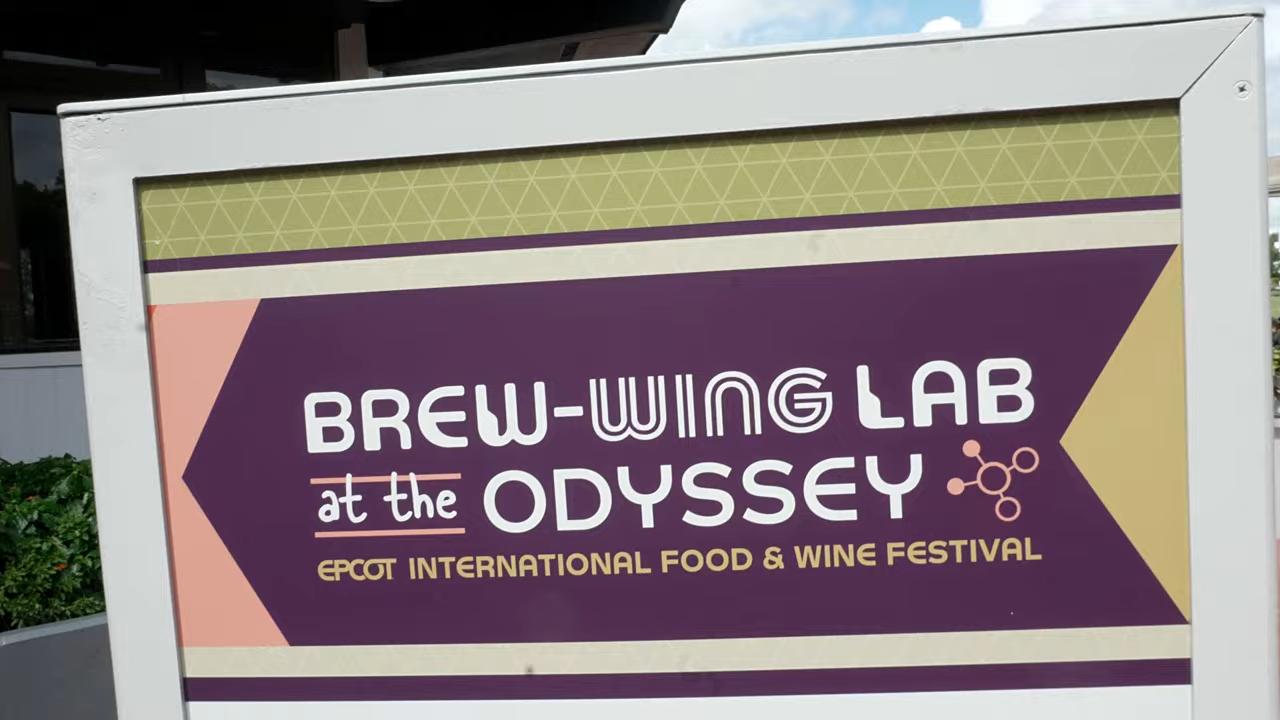 BREW-WING LAB
at the ODYSSEY
EPCOT INTERNATIONAL FOOD & WINE FESTIVAL